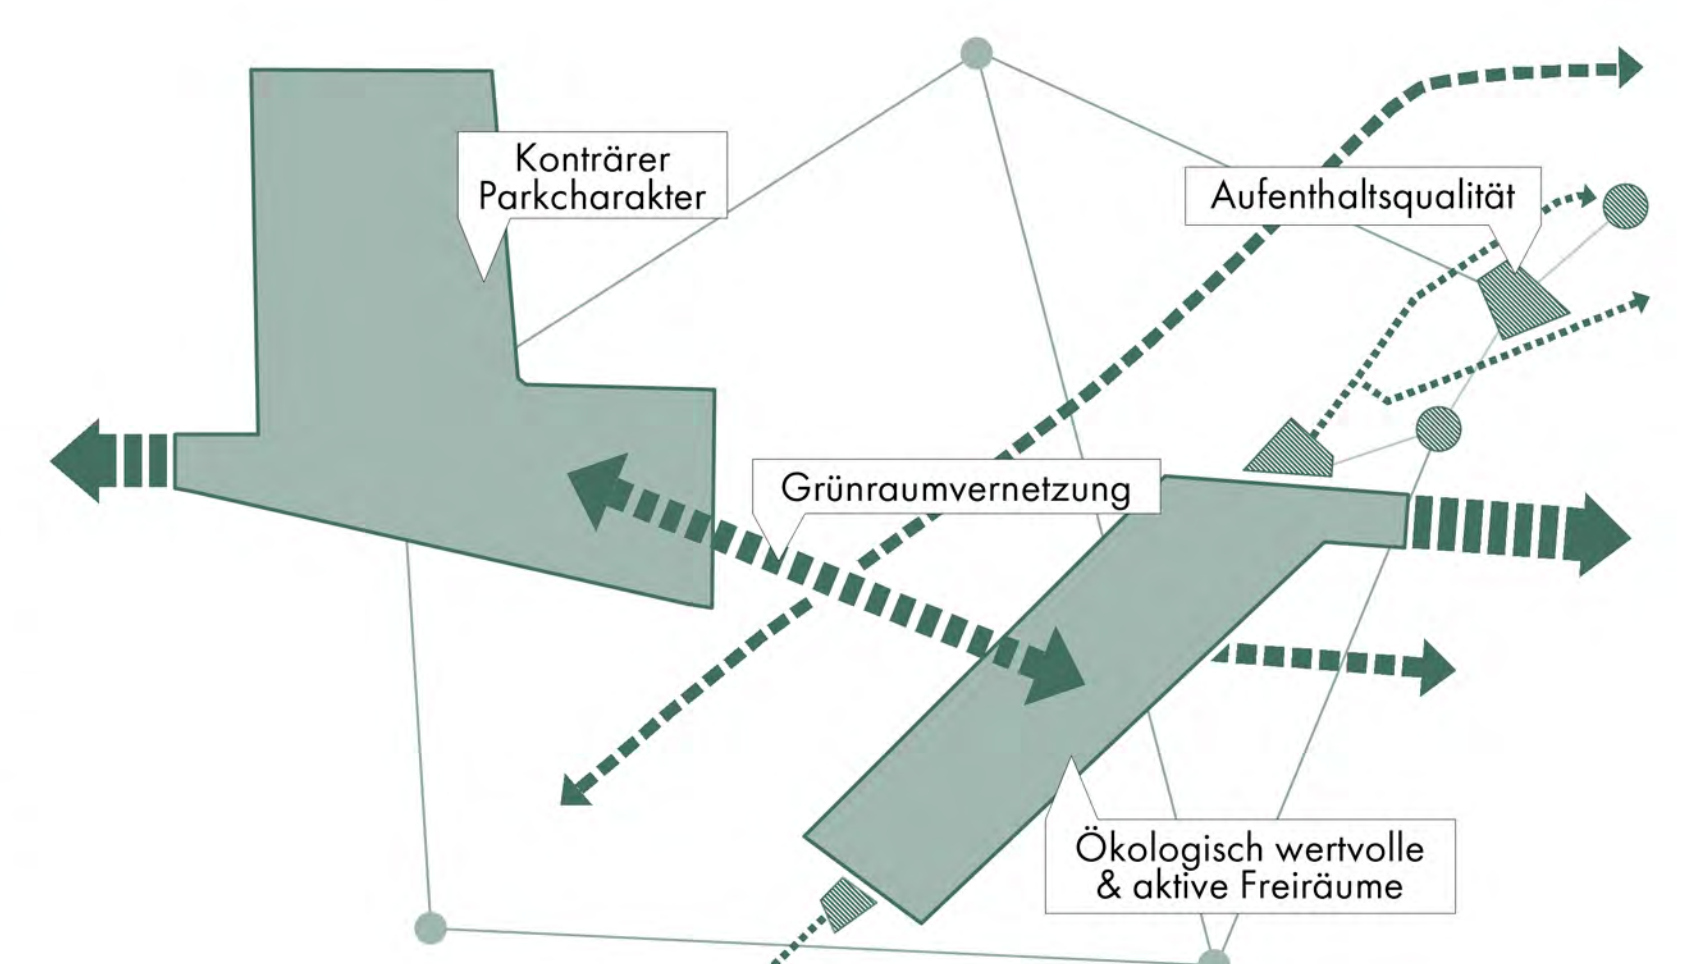 Konträrer
Parkcharakter
Aufenthaltsqualität
Grünraumvernetzung
Ökologisch wertvolle
& aktive Freiräume